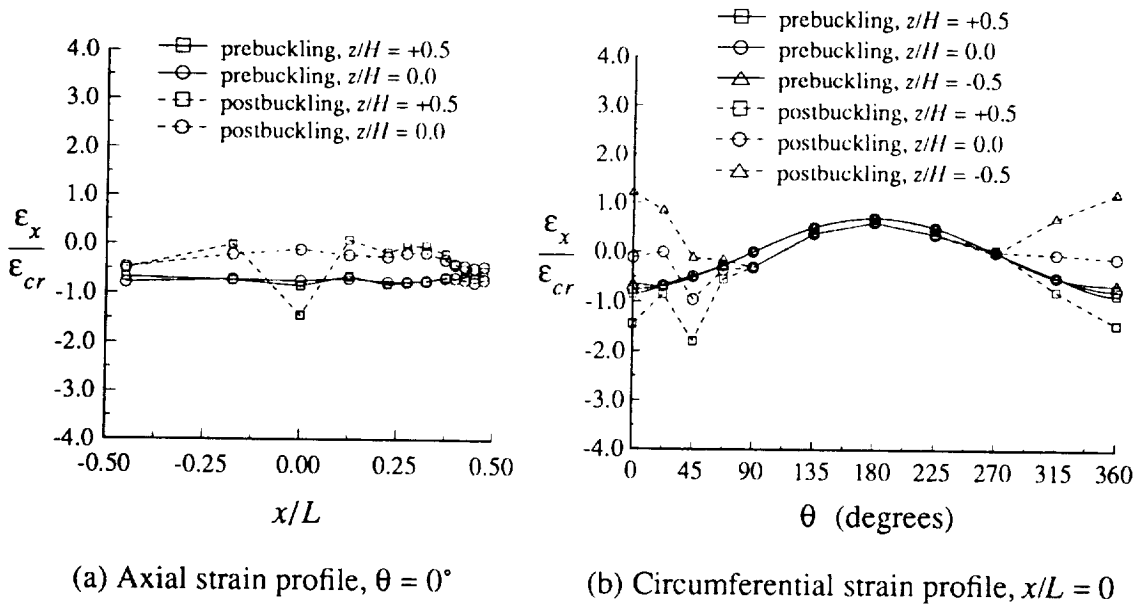 prebuckling, z/H = +0.5
prebuckling, z/H = 0.0
postbuckling, z/H = +0.5
postbuckling, z/H = 0.0
4.0
3.0
2.0
1.0
0.0
-1.0
-2.0
-3.0
-4.0
εx
εcr
-0.50
-0.25
0.00
0.25
0.50
x/L
(a) Axial strain profile, θ = 0°
prebuckling, z/H = +0.5
prebuckling, z/H = 0.0
prebuckling, z/H = -0.5
postbuckling, z/H = +0.5
postbuckling, z/H = 0.0
postbuckling, z/H = -0.5
4.0
3.0
2.0
1.0
0.0
-1.0
-2.0
-3.0
-4.0
εx
εcr
0
45
90
135
180
225
270
315
360
θ (degrees)
(b) Circumferential strain profile, x/L = 0